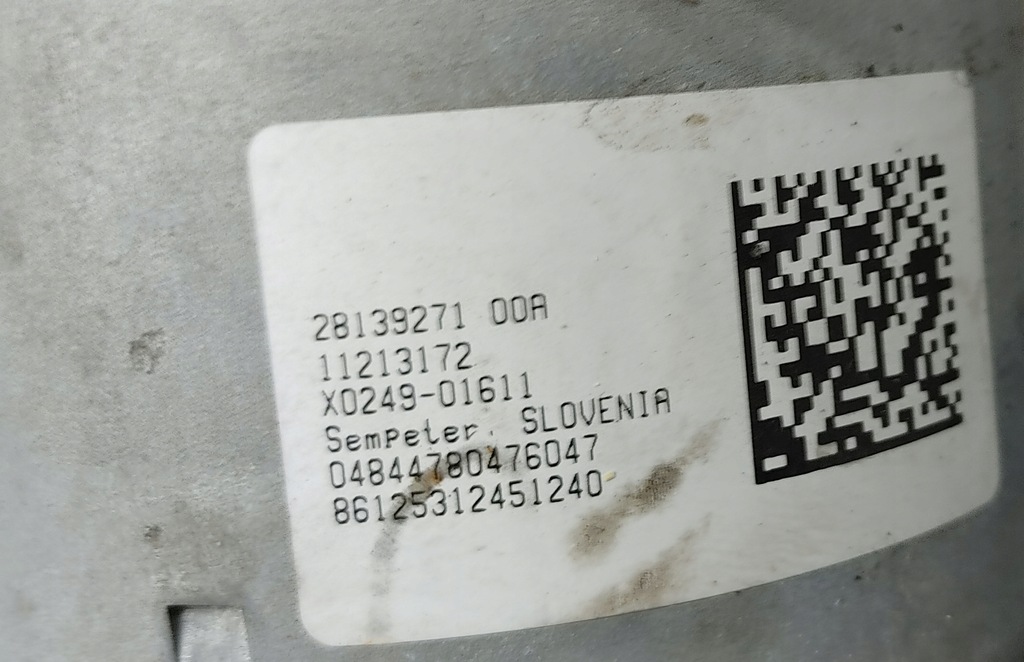 28139271 00A
11213172
X0249-01611
Sempeter, SLOVENIA
04844780476047
86125312451240